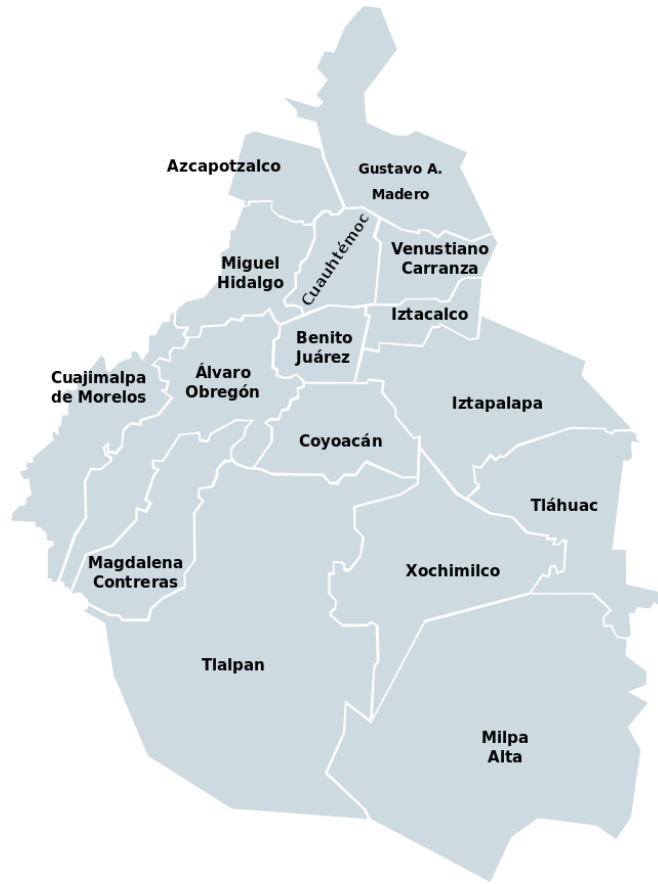 Azcapotzalco
Gustavo A.
Madero
Miguel
Hidalgo
Cuauhtémoc
Venustiano
Carranza
Iztacalco
Benito
Juárez
Cuajimalpa
de Morelos
Álvaro
Obregón
Iztapalapa
Coyoacán
Tláhuac
Magdalena
Contreras
Xochimilco
Tlalpan
Milpa
Alta